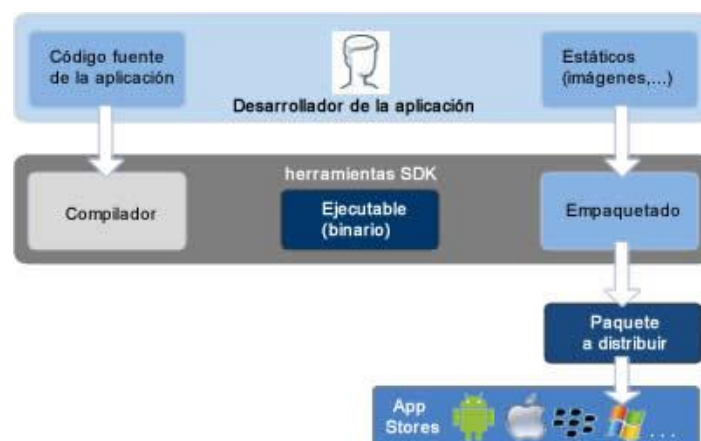 Código fuente
de la aplicación
Estáticos
(imágenes,...)
Desarrollador de la aplicación
herramientas SDK
Compilador
Ejecutable
(binario)
Empaquetado
Paquete
a distribuir
App
Stores
....